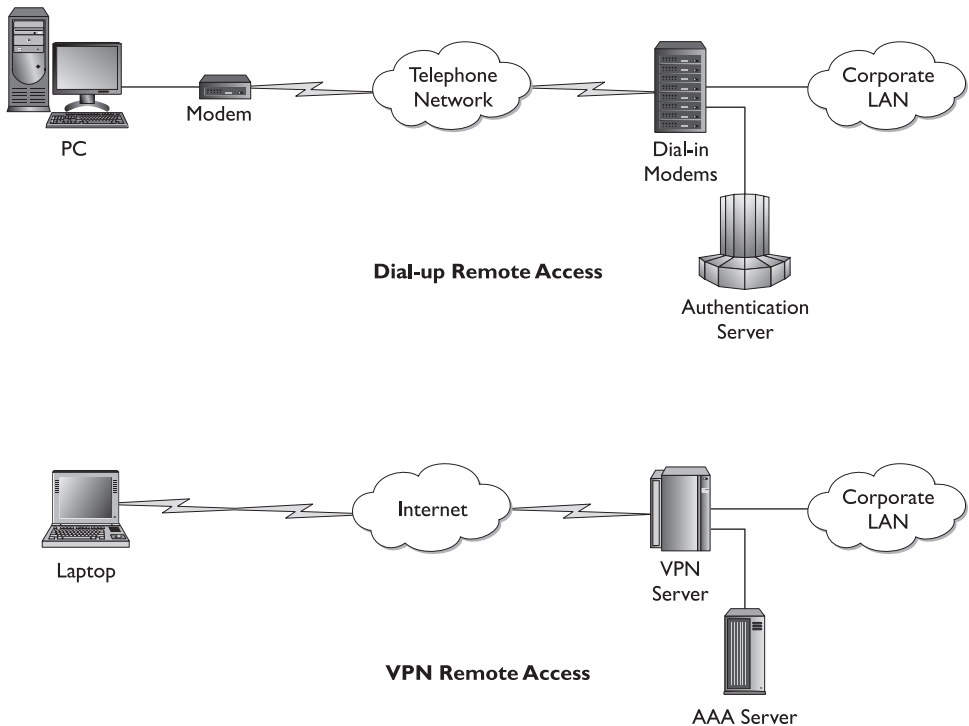 Telephone
Network
Corporate
LAN
Modem
PC
Dial-in
Modems
Dial-up Remote Access
Authentication
Server
Internet
Corporate
LAN
Laptop
VPN
Server
VPN Remote Access
AAA Server